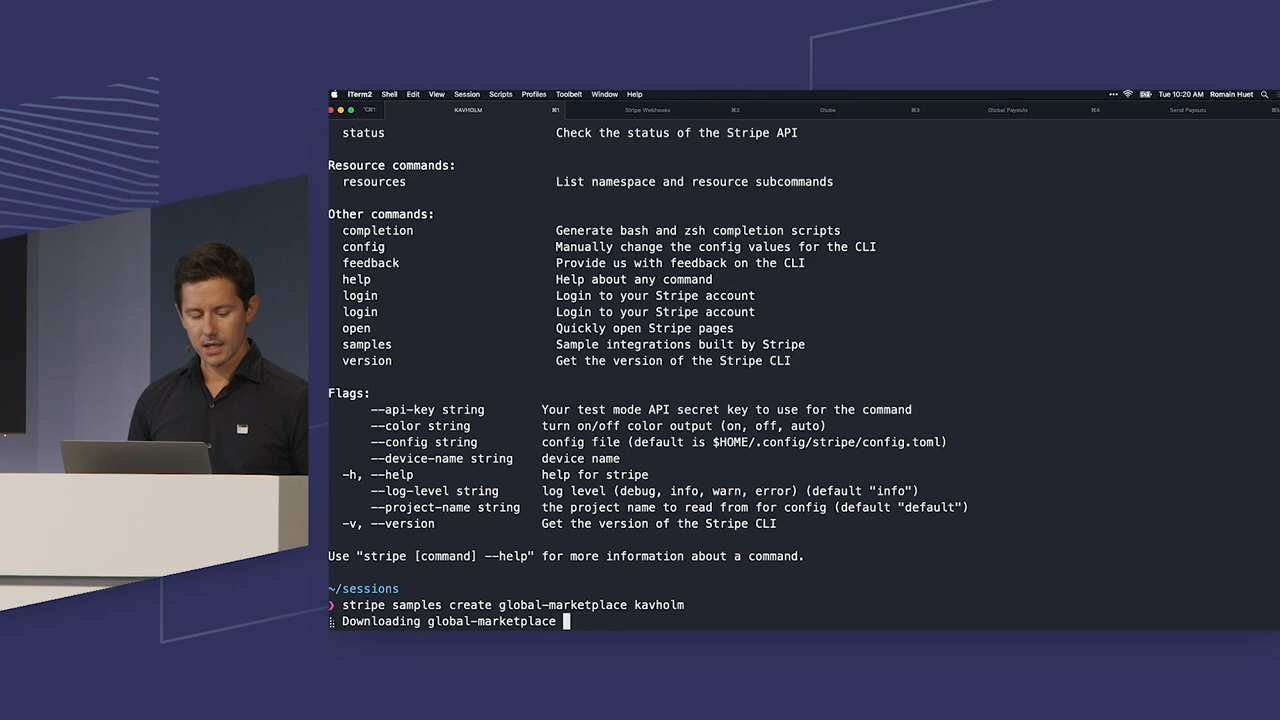 iTerm2 Shell Edit View Session Scripts Profiles Toolbelt Window Help Tue 10:20 AM Romain Huet
KAVHOLM ⌘1 Stripe Webhooks ⌘2 Globe ⌘3 Global Payouts ⌘4 Send Payouts
status Check the status of the Stripe API
Resource commands:
resources List namespace and resource subcommands
Other commands:
completion Generate bash and zsh completion scripts
config Manually change the config values for the CLI
feedback Provide us with feedback on the CLI
help Help about any command
login Login to your Stripe account
login Login to your Stripe account
open Quickly open Stripe pages
samples Sample integrations built by Stripe
version Get the version of the Stripe CLI
Flags:
--api-key string Your test mode API secret key to use for the command
--color string turn on/off color output (on, off, auto)
--config string config file (default is $HOME/.config/stripe/config.toml)
--device-name string device name
-h, --help help for stripe
--log-level string log level (debug, info, warn, error) (default "info")
--project-name string the project name to read from for config (default "default")
-v, --version Get the version of the Stripe CLI
Use "stripe [command] --help" for more information about a command.
~/sessions
❯ stripe samples create global-marketplace kavholm
Downloading global-marketplace